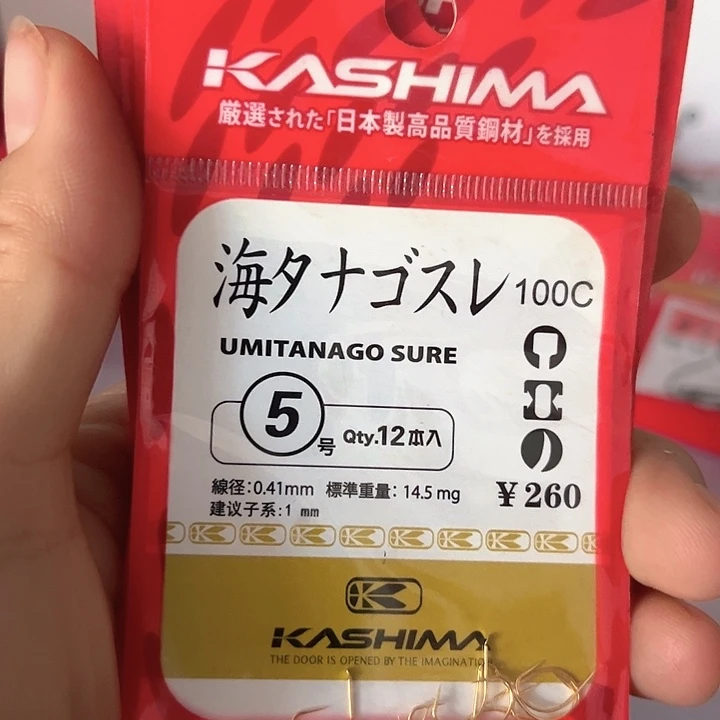 KASHIMA
厳選された「日本製高品質鋼材」を採用
海タナゴスレ 100C
UMITANAGO SURE
5号 Qty.12本入
線径:0.41mm 標準重量: 14.5 mg
建议子系:1 mm
¥260
KASHIMA
THE DOOR IS OPENED BY THE IMAGINATIO